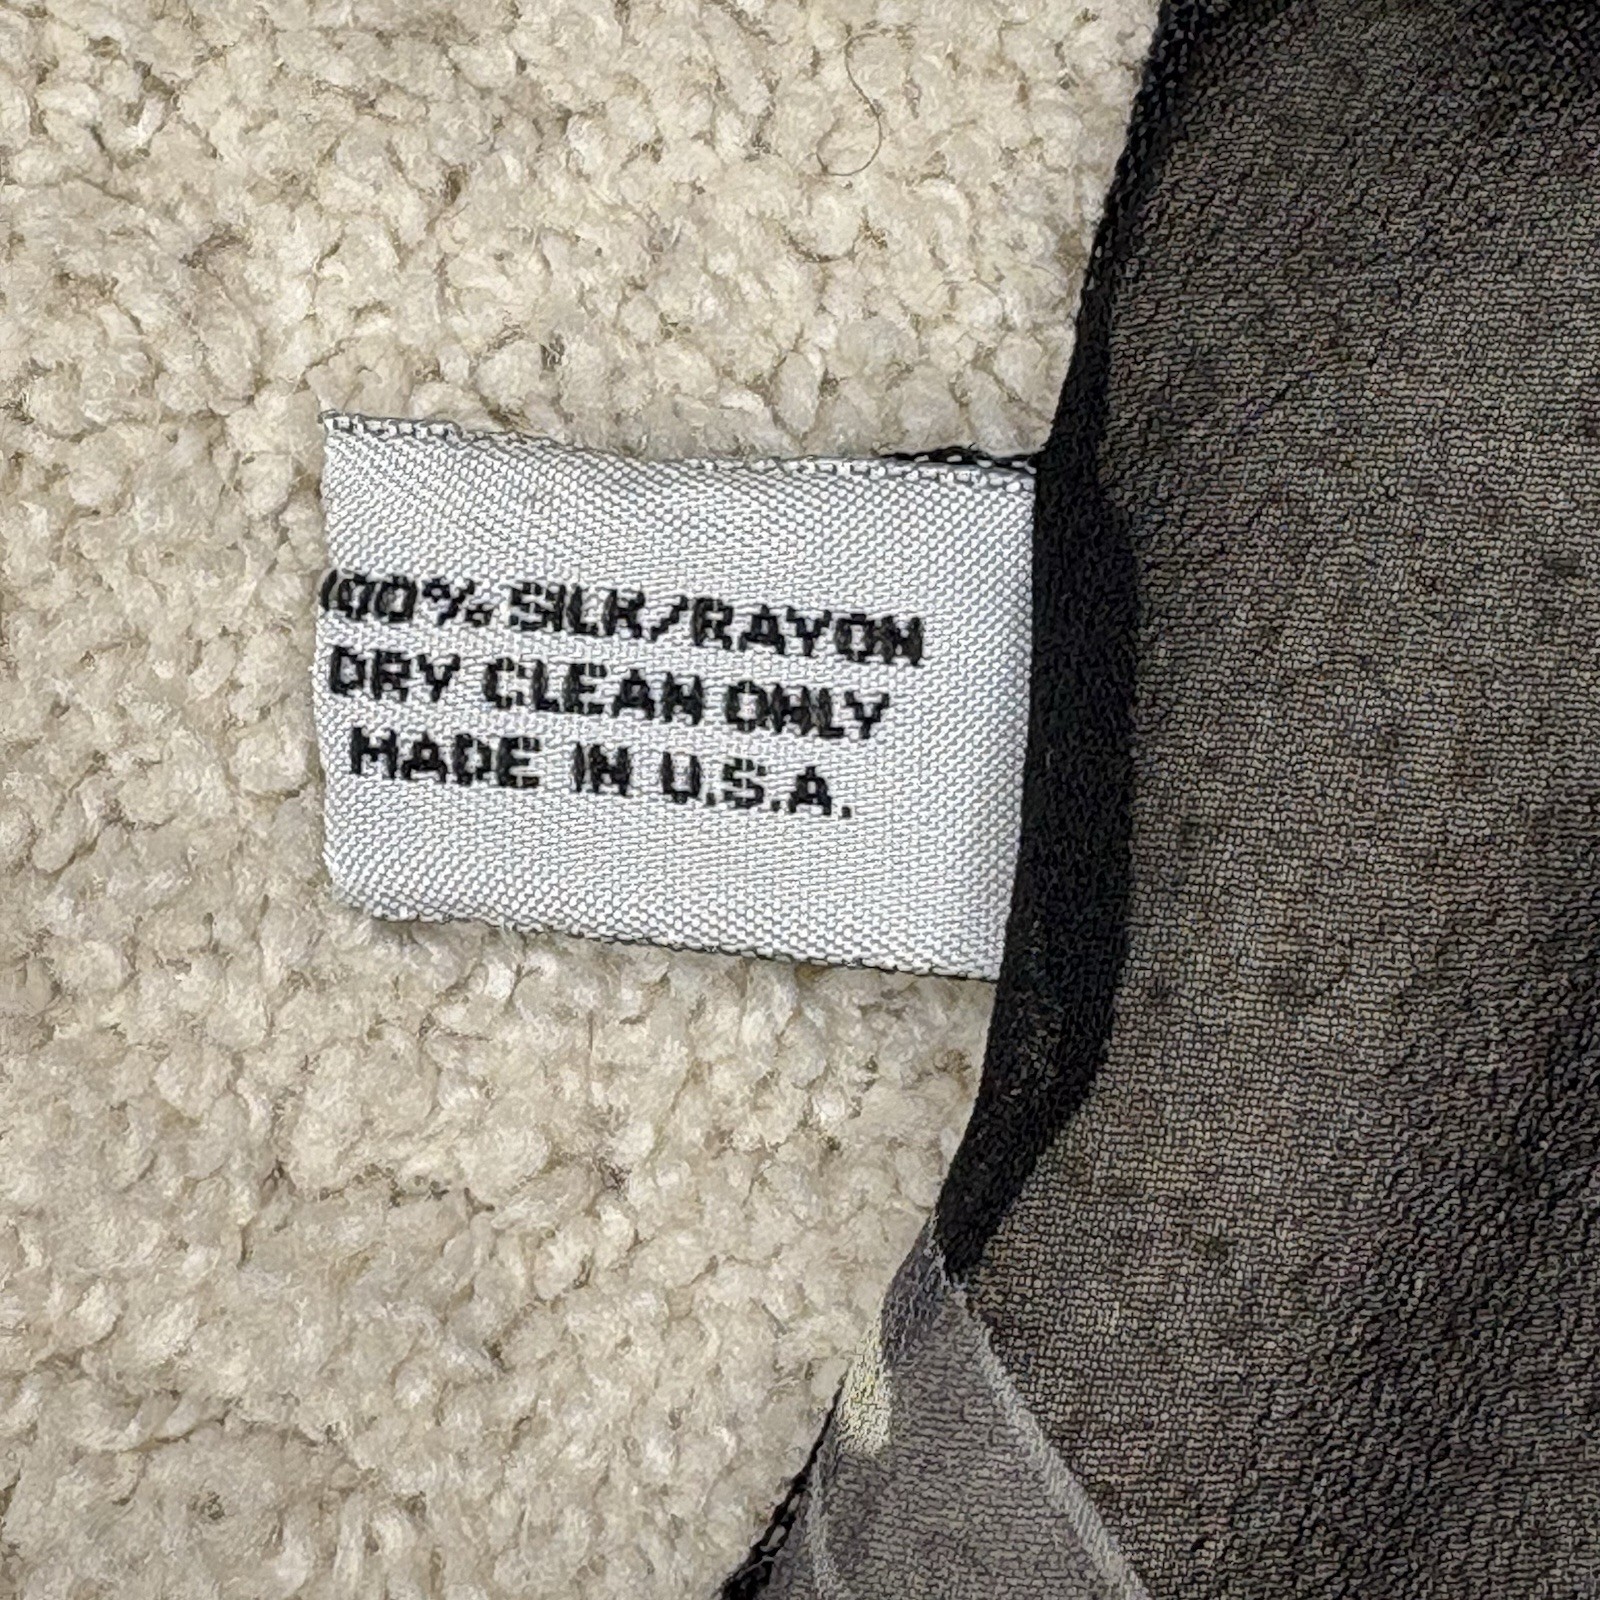 100% SILK/RAYON
DRY CLEAN ONLY
MADE IN U.S.A.